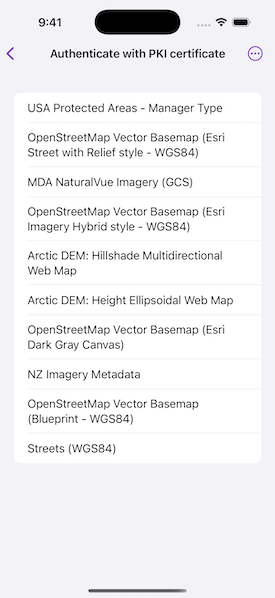 9:41
Authenticate with PKI certificate
USA Protected Areas - Manager Type
OpenStreetMap Vector Basemap (Esri
Street with Relief style - WGS84)
MDA NaturalVue Imagery (GCS)
OpenStreetMap Vector Basemap (Esri
Imagery Hybrid style - WGS84)
Arctic DEM: Hillshade Multidirectional
Web Map
Arctic DEM: Height Ellipsoidal Web Map
OpenStreetMap Vector Basemap (Esri
Dark Gray Canvas)
NZ Imagery Metadata
OpenStreetMap Vector Basemap
(Blueprint - WGS84)
Streets (WGS84)